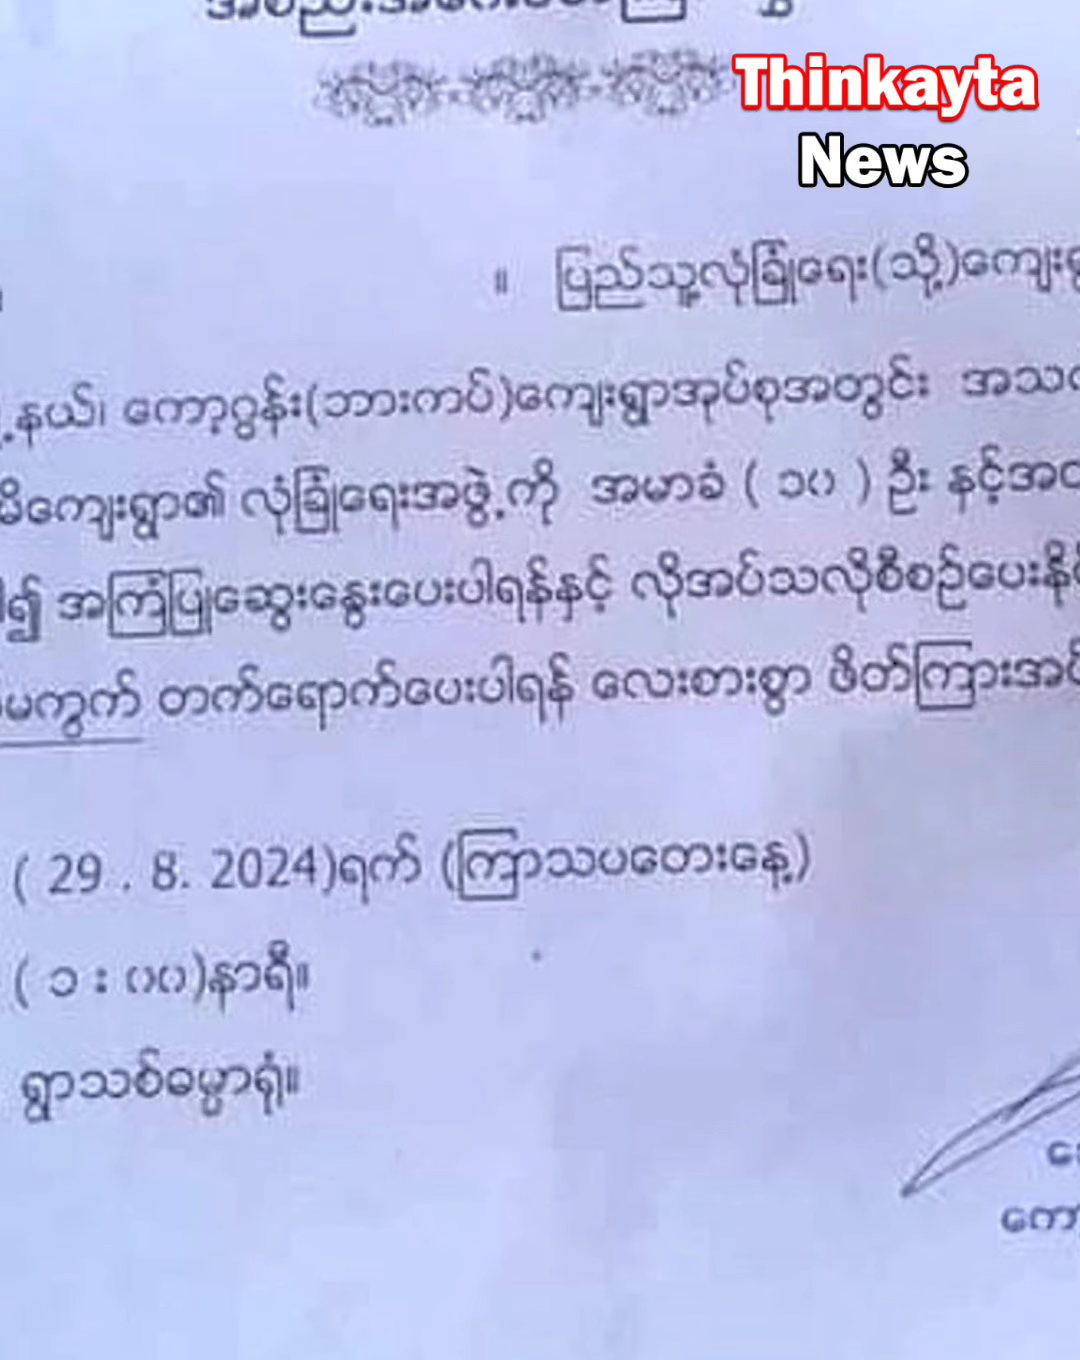 Thinkayta
News
။ ပြည်သူ့လုံခြုံရေး(သို့)ကျေး
နယ်၊ ကော့ဂွန်း(ဘားကပ်)ကျေးရွာအုပ်စုအတွင်း
မိကျေးရွာ၏ လုံခြုံရေးအဖွဲ့ကို အမာခံ ( ၁၀ ) ဦး
၍ အကြံပြုဆွေးနွေးပေးပါရန်နှင့် လိုအပ်သလိုစီစဉ်ပေး
မကွက် တက်ရောက်ပေးပါရန် လေးစားစွာ ဖိတ်ကြား
( 29 . 8. 2024)ရက် (ကြာသပတေးနေ့)
( ၁ : ၀၀)နာရီ။
ရွာသစ်ဓမ္မာရုံ။